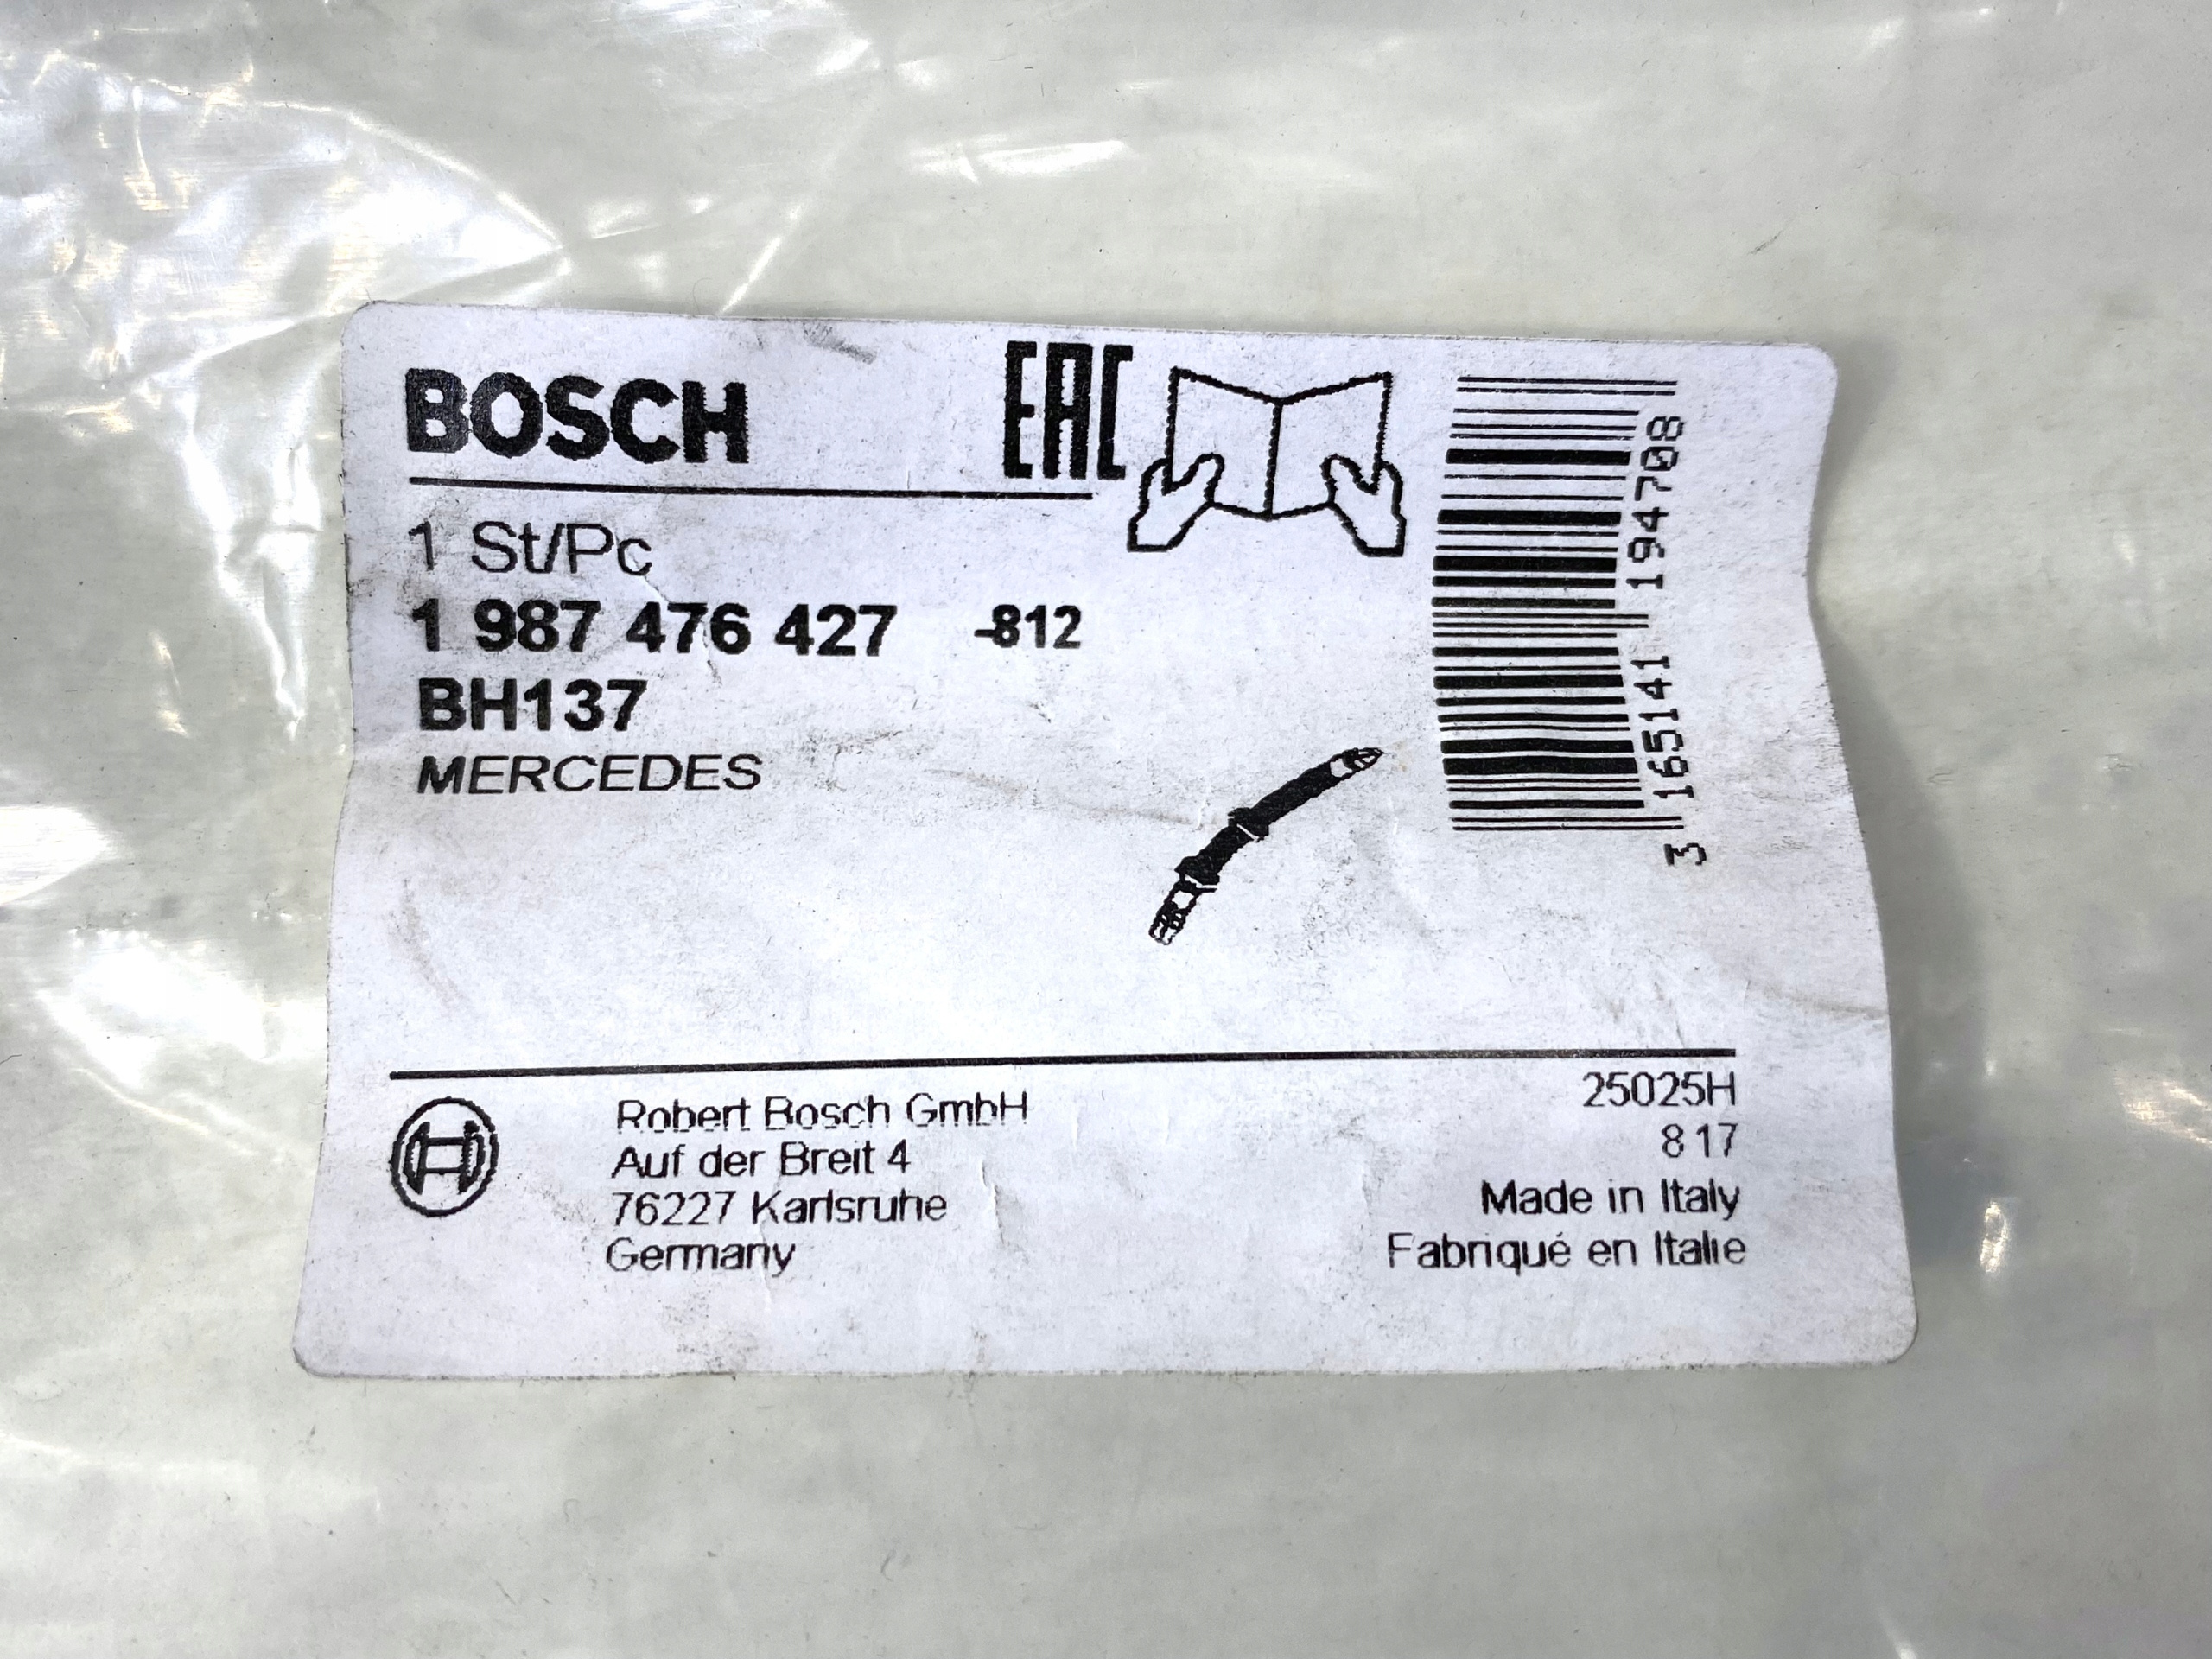 BOSCH
EAC
1 St/Pc
1 987 476 427 -812
BH137
MERCEDES
3 165141 194708
Robert Bosch GmbH
Auf der Breit 4
76227 Karlsruhe
Germany
25025H
8 17
Made in Italy
Fabriqué en Italie